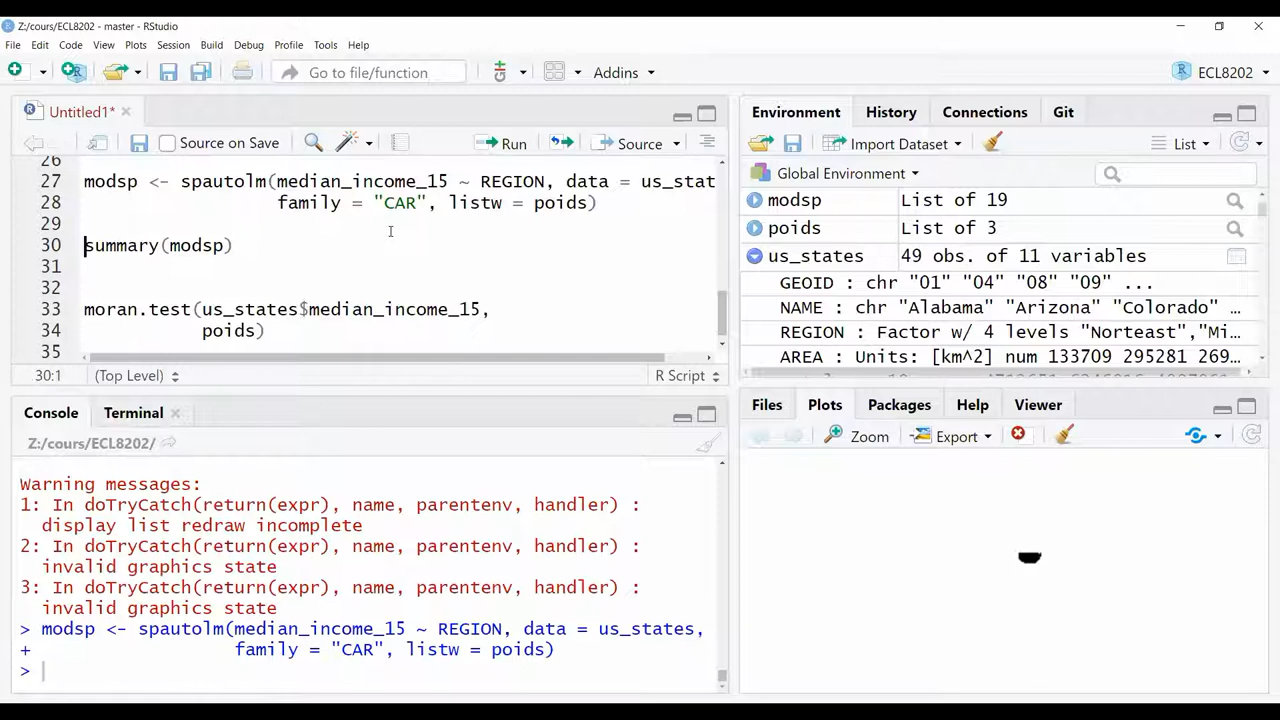 Z:/cours/ECL8202 - master - RStudio
File Edit Code View Plots Session Build Debug Profile Tools Help
Go to file/function Addins ECL8202
Untitled1*
Source on Save Run Source
26
27 modsp <- spautolm(median_income_15 ~ REGION, data = us_stat
28 family = "CAR", listw = poids)
29
30 summary(modsp)
31
32
33 moran.test(us_states$median_income_15,
34 poids)
35
30:1 (Top Level) R Script
Console Terminal
Z:/cours/ECL8202/
Warning messages:
1: In doTryCatch(return(expr), name, parentenv, handler) :
display list redraw incomplete
2: In doTryCatch(return(expr), name, parentenv, handler) :
invalid graphics state
3: In doTryCatch(return(expr), name, parentenv, handler) :
invalid graphics state
> modsp <- spautolm(median_income_15 ~ REGION, data = us_states,
+ family = "CAR", listw = poids)
>
Environment History Connections Git
Import Dataset List
Global Environment
modsp List of 19
poids List of 3
us_states 49 obs. of 11 variables
GEOID : chr "01" "04" "08" "09" ...
NAME : chr "Alabama" "Arizona" "Colorado" ...
REGION : Factor w/ 4 levels "Norteast","Mi...
AREA : Units: [km^2] num 133709 295281 269...
Files Plots Packages Help Viewer
Zoom Export